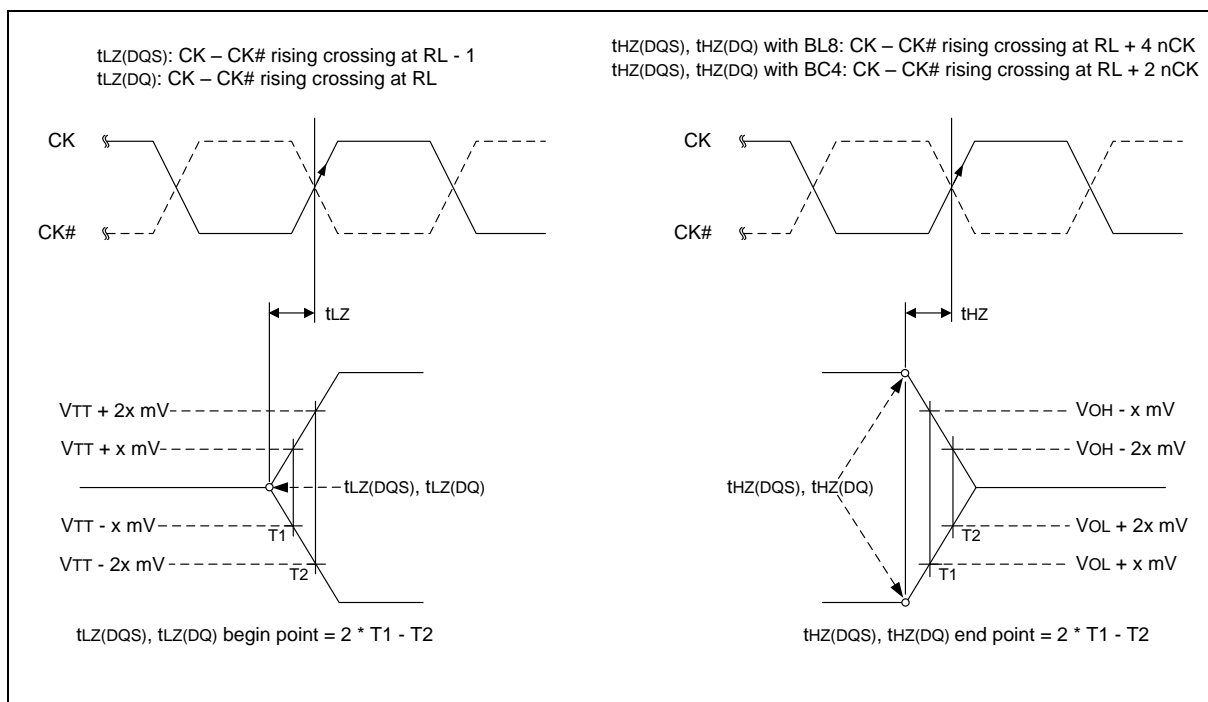 tLZ(DQS): CK – CK# rising crossing at RL - 1
tLZ(DQ): CK – CK# rising crossing at RL
CK
CK#
tLZ
VTT + 2x mV
VTT + x mV
tLZ(DQS), tLZ(DQ)
VTT - x mV
T1
VTT - 2x mV
T2
tLZ(DQS), tLZ(DQ) begin point = 2 * T1 - T2
tHZ(DQS), tHZ(DQ) with BL8: CK – CK# rising crossing at RL + 4 nCK
tHZ(DQS), tHZ(DQ) with BC4: CK – CK# rising crossing at RL + 2 nCK
CK
CK#
tHZ
VOH - x mV
VOH - 2x mV
tHZ(DQS), tHZ(DQ)
VOL + 2x mV
T2
VOL + x mV
T1
tHZ(DQS), tHZ(DQ) end point = 2 * T1 - T2